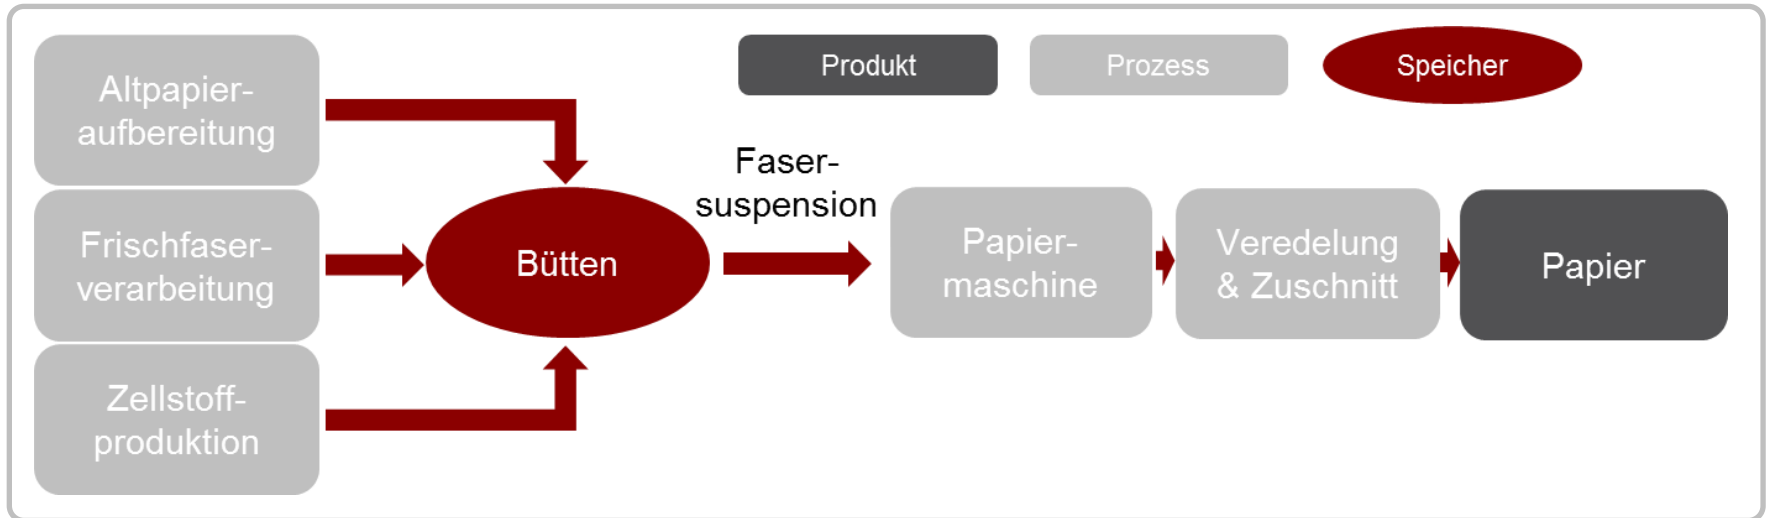 Altpapier-
aufbereitung
Frischfaser-
verarbeitung
Zellstoff-
produktion
Bütten
Faser-
suspension
Produkt
Prozess
Speicher
Papier-
maschine
Veredelung
& Zuschnitt
Papier